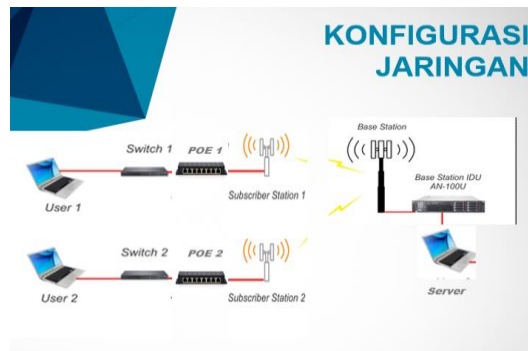 KONFIGURASI
JARINGAN
Switch 1
POE 1
User 1
Subscriber Station 1
Base Station
Base Station IDU
AN-100U
Switch 2
POE 2
User 2
Subscriber Station 2
Server